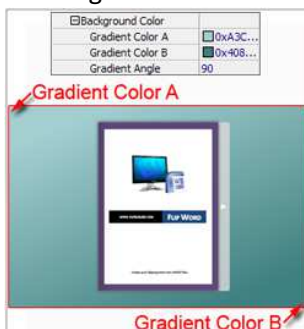 Background Color
Gradient Color A 0xA3C...
Gradient Color B 0x408...
Gradient Angle 90
Gradient Color A
FLIP WORD
Gradient Color B